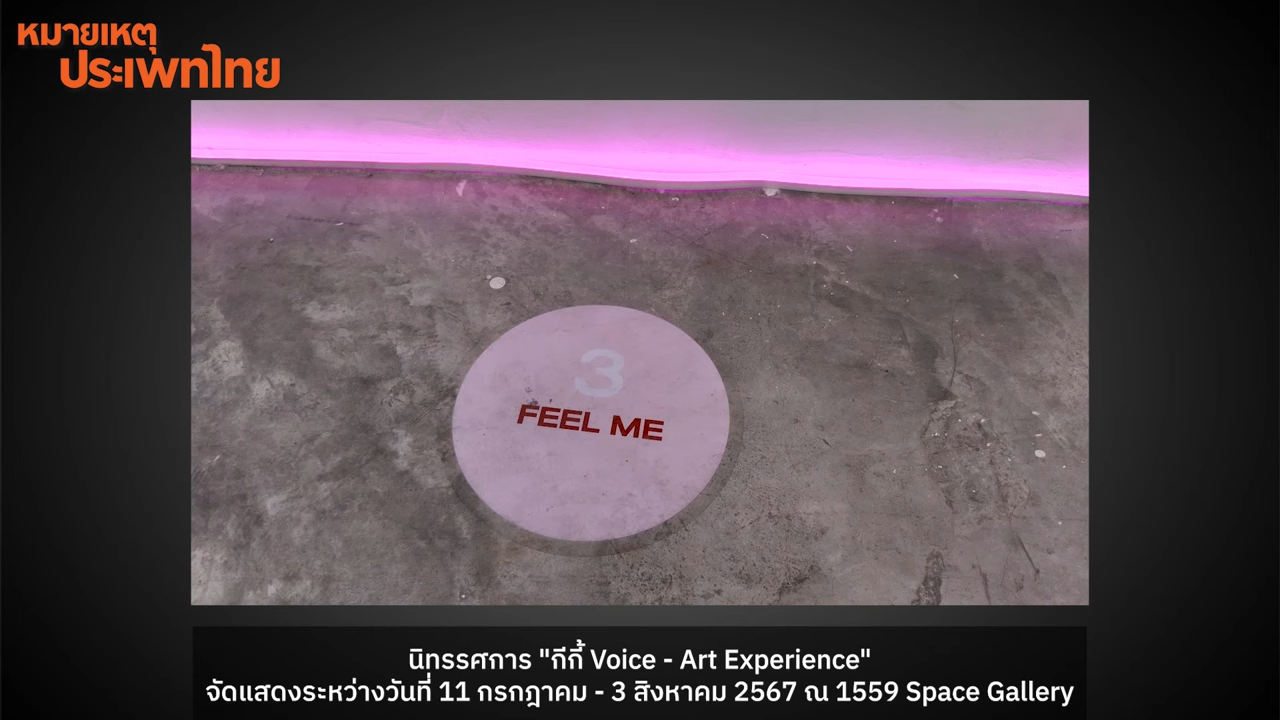 หมายเหตุ
ประเพทไทย
3
FEEL ME
นิทรรศการ "กีกี้ Voice - Art Experience"
จัดแสดงระหว่างวันที่ 11 กรกฎาคม - 3 สิงหาคม 2567 ณ 1559 Space Gallery